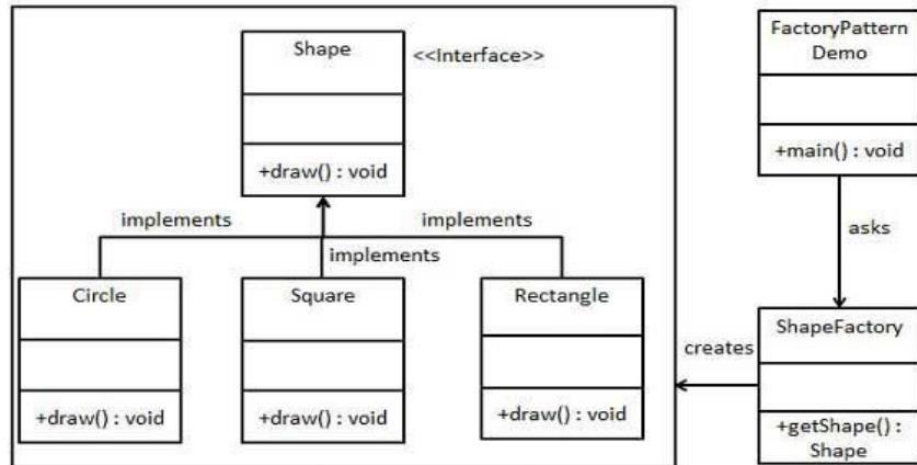 Shape
<<Interface>>
+draw() : void
FactoryPattern
Demo
+main() : void
implements
implements
implements
asks
Circle
+draw() : void
Square
+draw() : void
Rectangle
+draw() : void
creates
ShapeFactory
+getShape() :
Shape